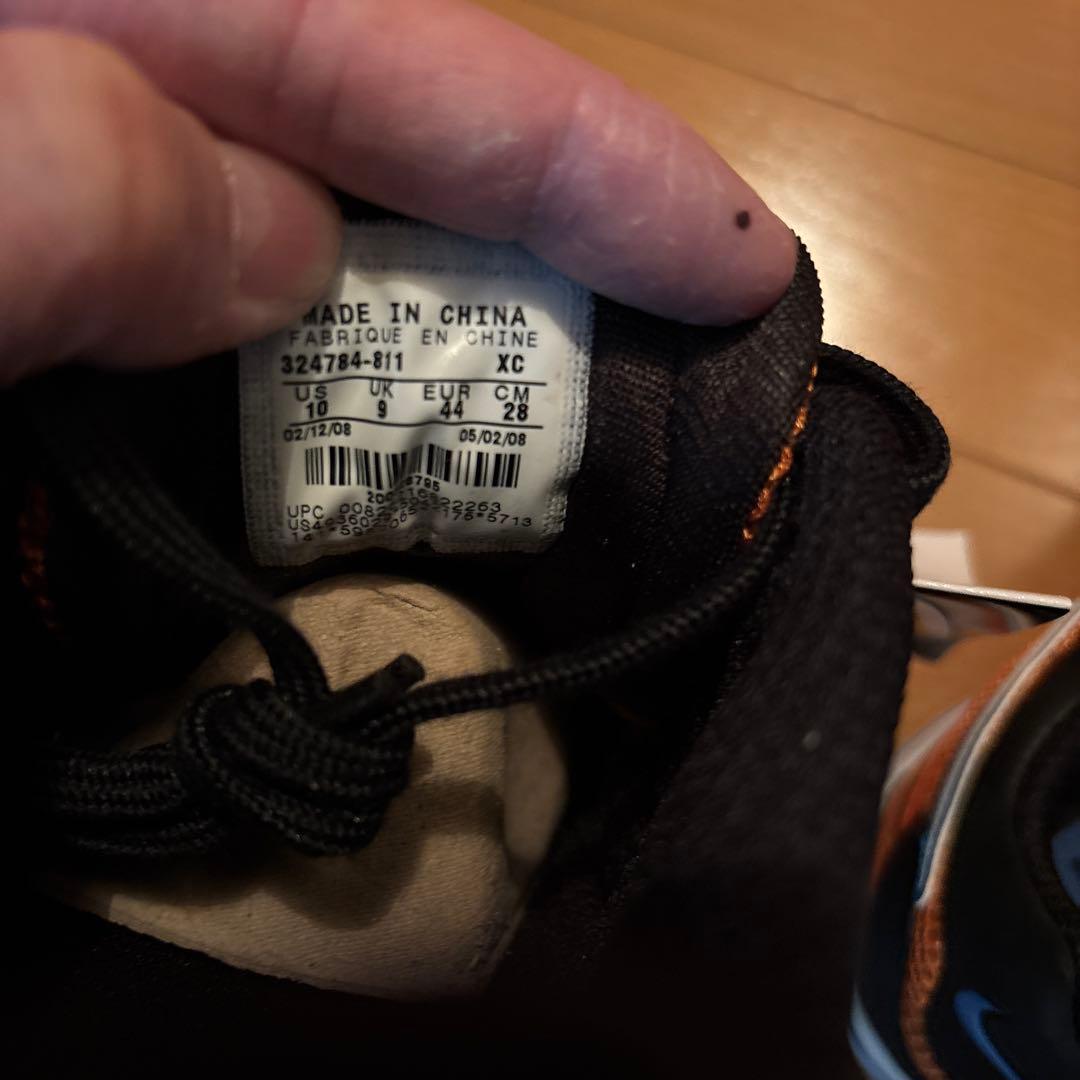 MADE IN CHINA
FABRIQUE EN CHINE
324784-811 XC
US UK EUR CM
10 9 44 28
02/12/08 05/02/08
UPC